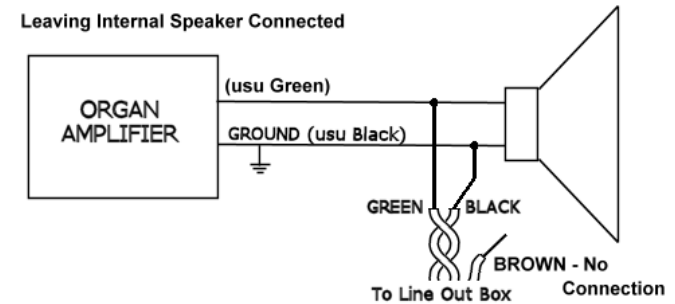 Leaving Internal Speaker Connected
(usu Green)
ORGAN
AMPLIFIER
GROUND (usu Black)
GREEN BLACK
BROWN - No
Connection
To Line Out Box